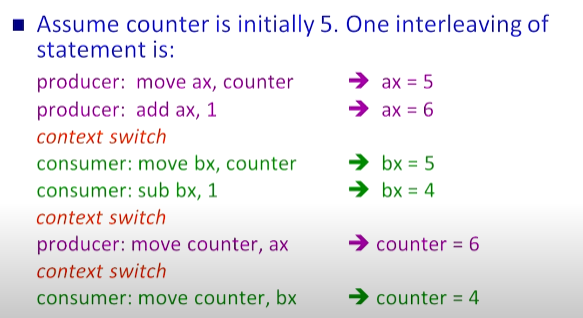 ■ Assume counter is initially 5. One interleaving of
statement is:
producer: move ax, counter ➔ ax = 5
producer: add ax, 1 ➔ ax = 6
context switch
consumer: move bx, counter ➔ bx = 5
consumer: sub bx, 1 ➔ bx = 4
context switch
producer: move counter, ax ➔ counter = 6
context switch
consumer: move counter, bx ➔ counter = 4